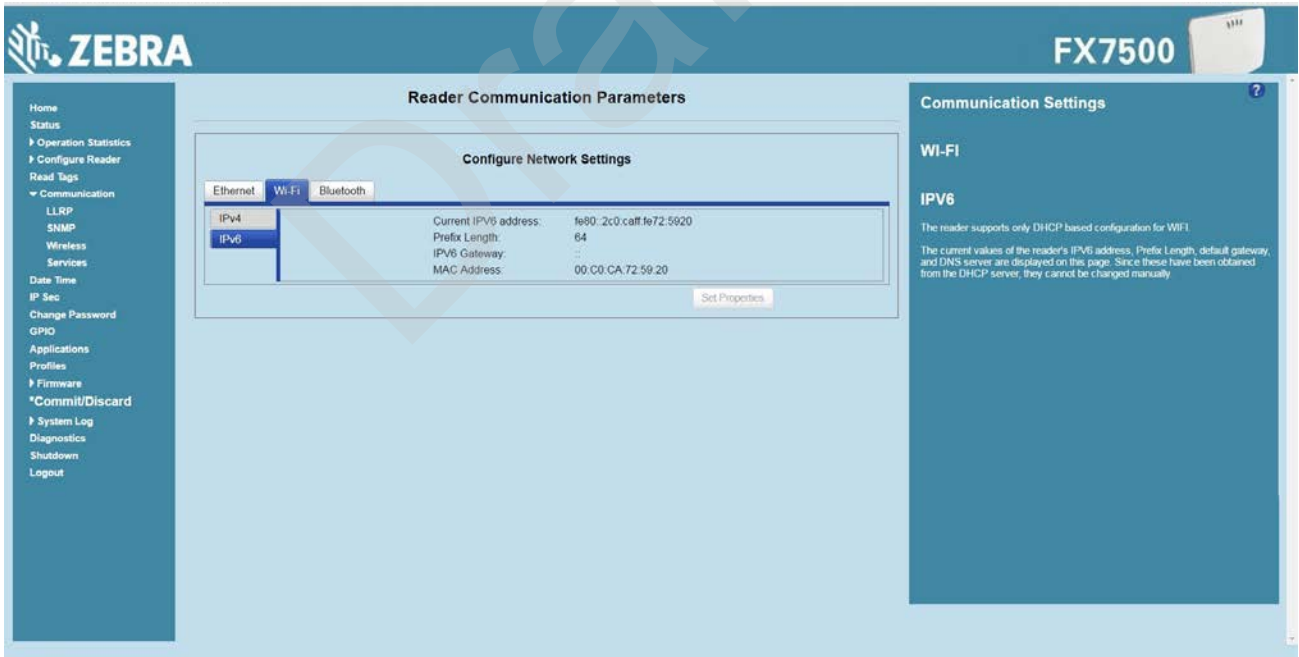 ZEBRA
FX7500
Home
Status
Operation Statistics
Configure Reader
Read Tags
Communication
LLRP
SNMP
Wireless
Services
Date Time
IP Sec
Change Password
GPIO
Applications
Profiles
Firmware
*Commit/Discard
System Log
Diagnostics
Shutdown
Logout
Reader Communication Parameters
Configure Network Settings
Ethernet Wi-Fi Bluetooth
IPv4
IPv6
Current IPV6 address: fe80::2c0:caff:fe72:5920
Prefix Length: 64
IPV6 Gateway: ::
MAC Address: 00:C0:CA:72:59:20
Set Properties
?
Communication Settings
WI-FI
IPV6
The reader supports only DHCP based configuration for WIFI.
The current values of the reader's IPV6 address, Prefix Length, default gateway,
and DNS server are displayed on this page. Since these have been obtained
from the DHCP server, they cannot be changed manually.